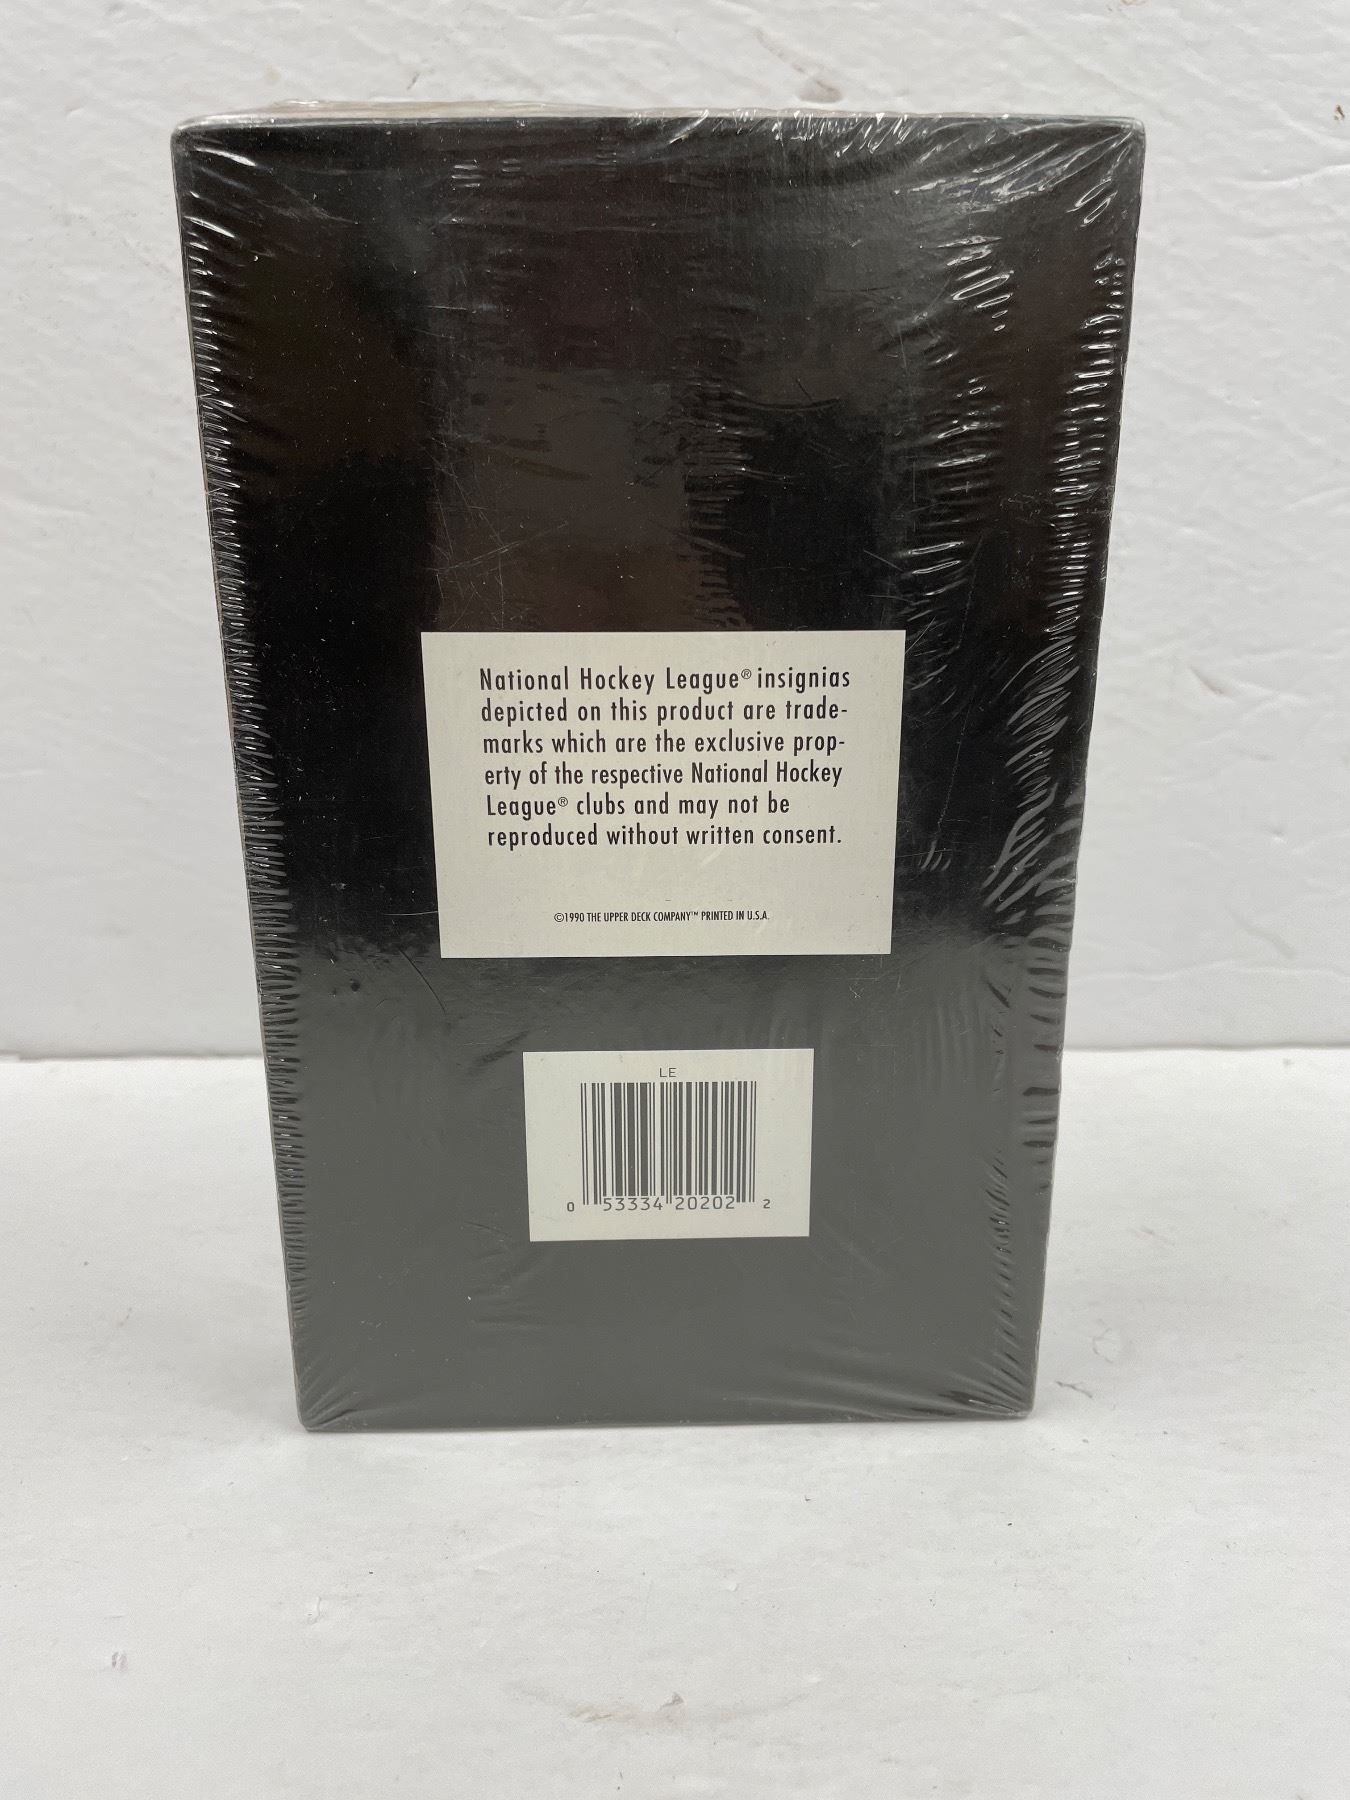 National Hockey League® insignias
depicted on this product are trade-
marks which are the exclusive prop-
erty of the respective National Hockey
League® clubs and may not be
reproduced without written consent.
©1990 THE UPPER DECK COMPANY™ PRINTED IN U.S.A.
LE
0 53334 20202 2